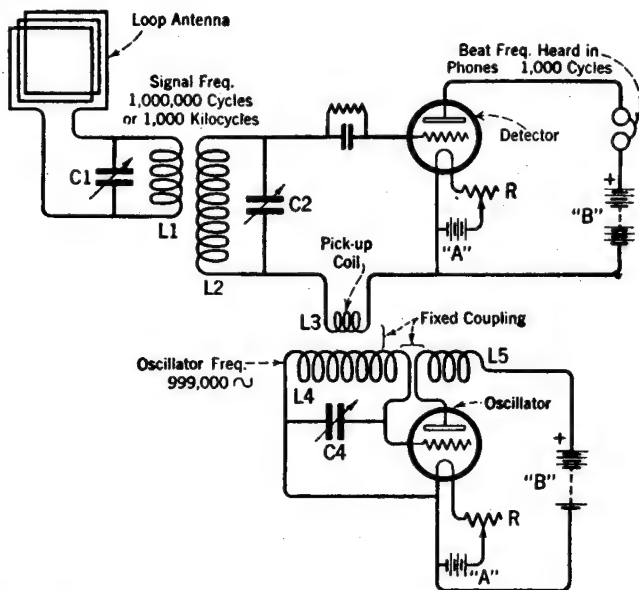 Loop Antenna
Signal Freq.
1,000,000 Cycles
or 1,000 Kilocycles
Beat Freq. Heard in
Phones 1,000 Cycles
Detector
C1
L1
C2
L2
R
"A"
+
"B"
Pick-up
Coil
L3
Fixed Coupling
Oscillator Freq.
999,000 ~
L4
L5
C4
Oscillator
+
"B"
R
"A"